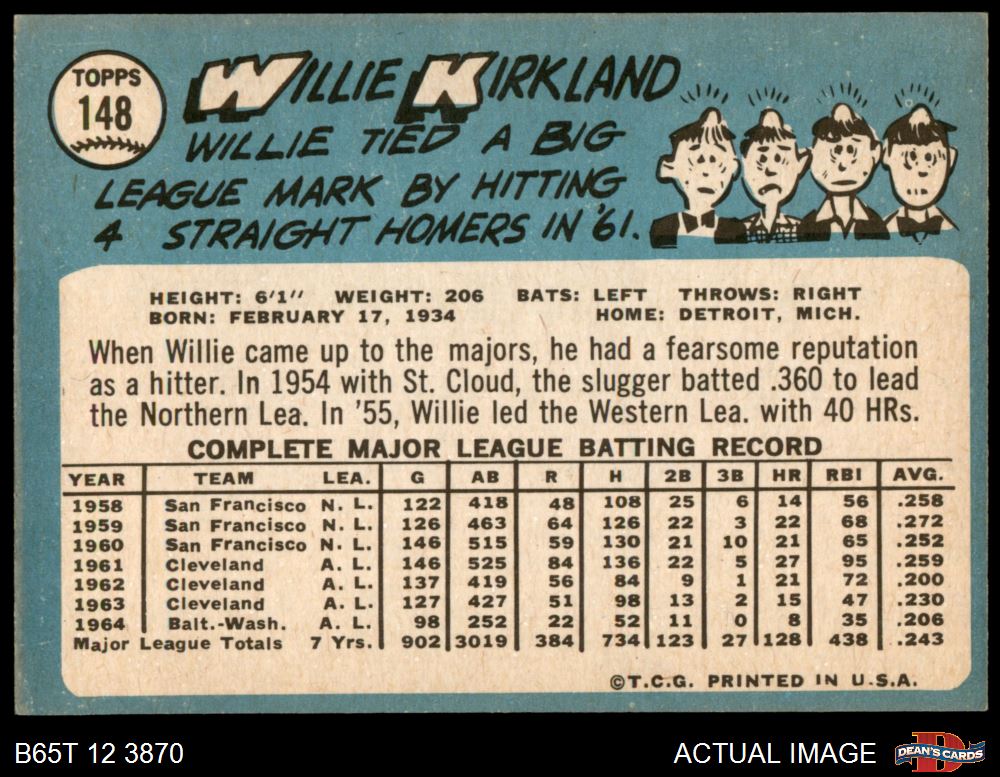 TOPPS
148
WILLIE KIRKLAND
WILLIE TIED A BIG
LEAGUE MARK BY HITTING
4 STRAIGHT HOMERS IN '61.
HEIGHT: 6'1" WEIGHT: 206 BATS: LEFT THROWS: RIGHT
BORN: FEBRUARY 17, 1934 HOME: DETROIT, MICH.
When Willie came up to the majors, he had a fearsome reputation
as a hitter. In 1954 with St. Cloud, the slugger batted .360 to lead
the Northern Lea. In '55, Willie led the Western Lea. with 40 HRs.
COMPLETE MAJOR LEAGUE BATTING RECORD
YEAR TEAM LEA. G AB R H 2B 3B HR RBI AVG.
1958 San Francisco N. L. 122 418 48 108 25 6 14 56 .258
1959 San Francisco N. L. 126 463 64 126 22 3 22 68 .272
1960 San Francisco N. L. 146 515 59 130 21 10 21 65 .252
1961 Cleveland A. L. 146 525 84 136 22 5 27 95 .259
1962 Cleveland A. L. 137 419 56 84 9 1 21 72 .200
1963 Cleveland A. L. 127 427 51 98 13 2 15 47 .230
1964 Balt.-Wash. A. L. 98 252 22 52 11 0 8 35 .206
Major League Totals 7 Yrs. 902 3019 384 734 123 27 128 438 .243
©T.C.G. PRINTED IN U.S.A.
B65T 12 3870 ACTUAL IMAGE DEAN'S CARDS